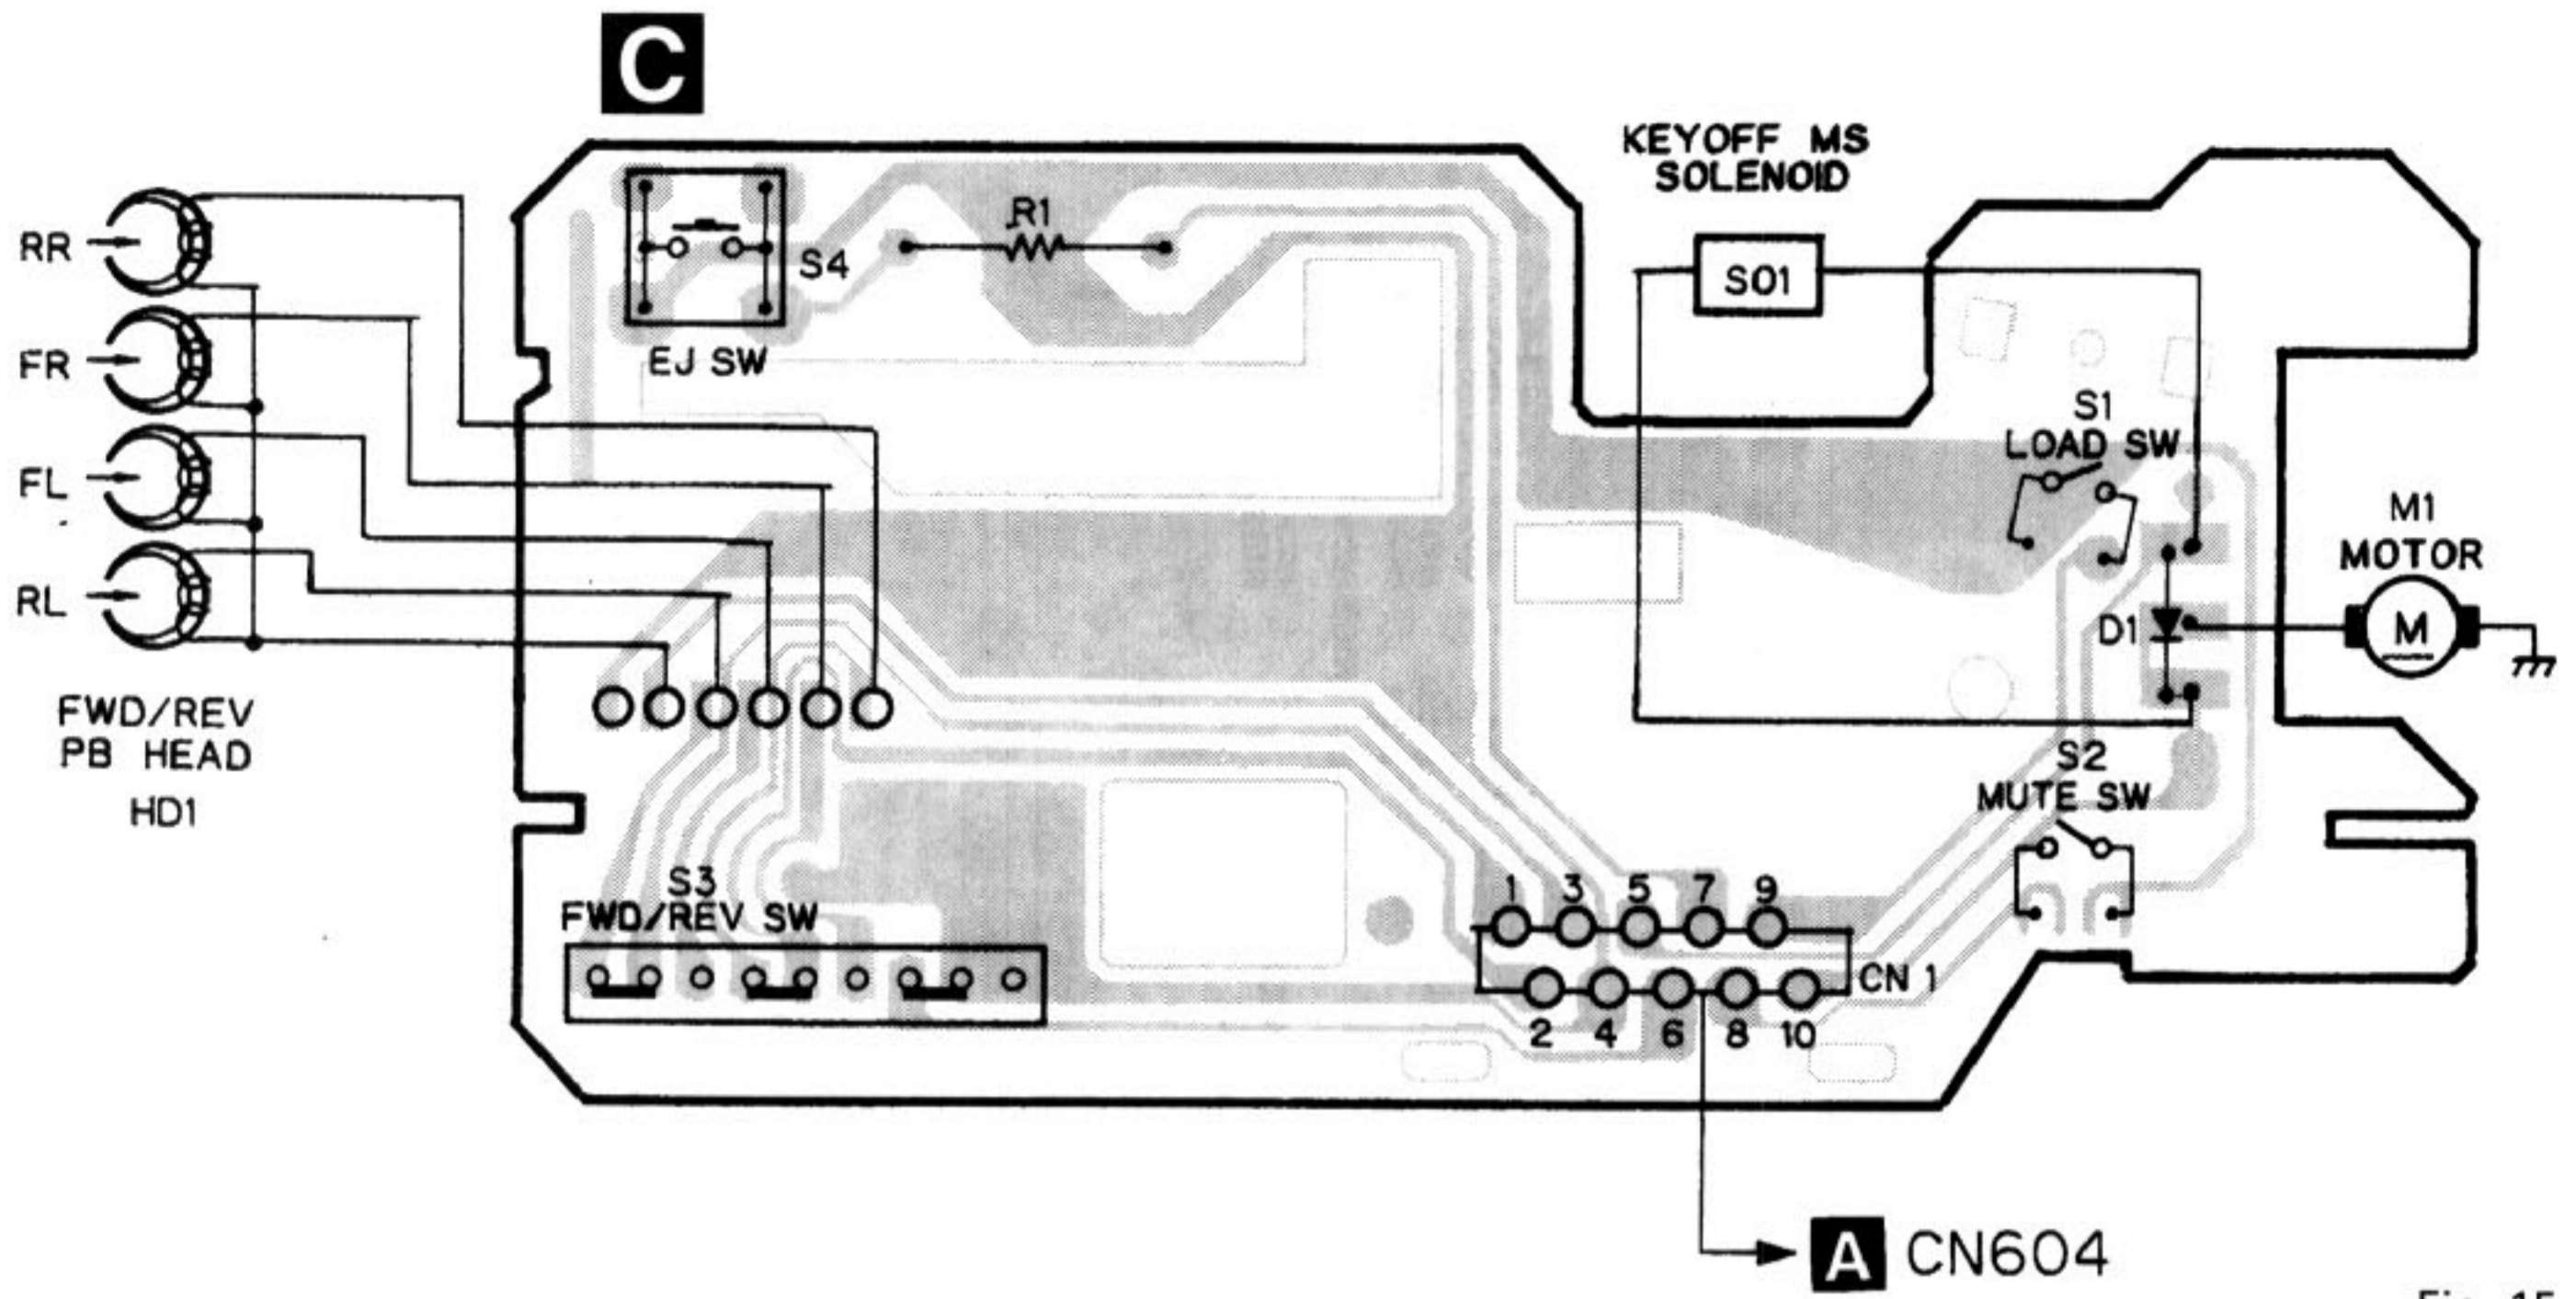 C
KEYOFF MS
SOLENOID
RR
R1
S4
S01
FR
EJ SW
S1
LOAD SW
FL
M1
MOTOR
RL
D1
M
FWD/REV
PB HEAD
HD1
S2
MUTE SW
S3
FWD/REV SW
1 3 5 7 9
CN 1
2 4 6 8 10
A CN604